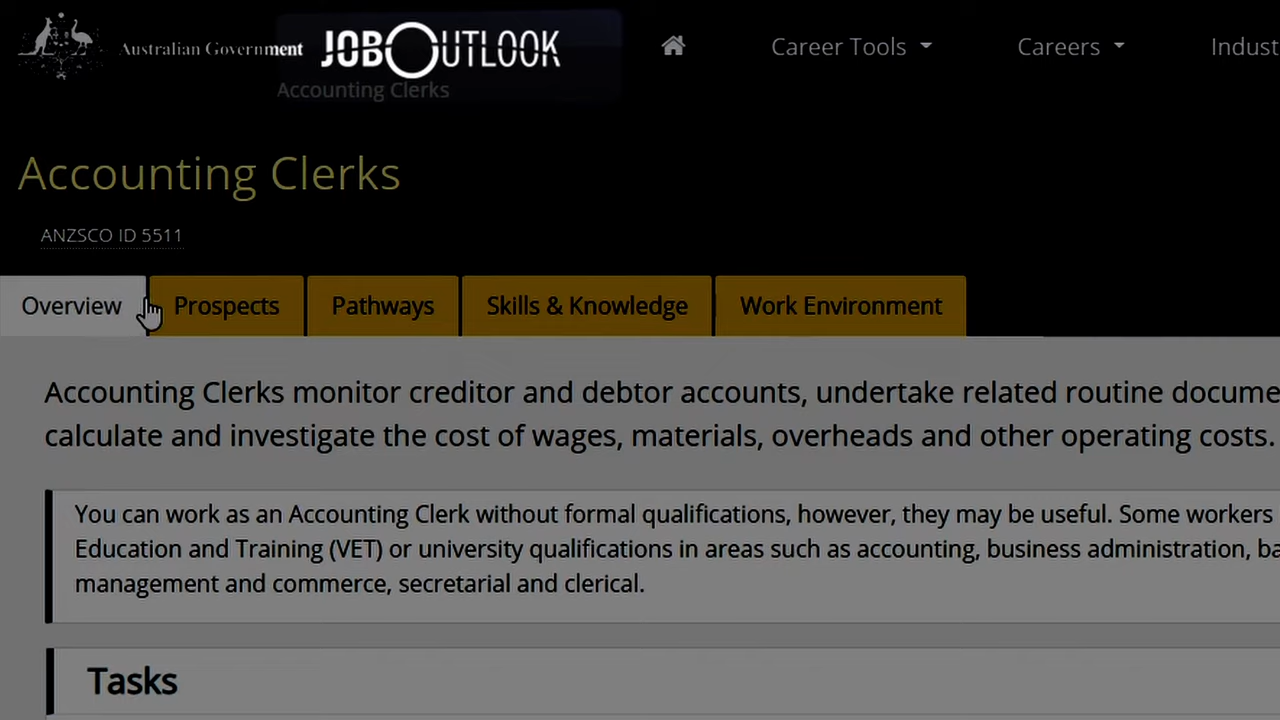 Australian Government JOBOUTLOOK Career Tools Careers
Accounting Clerks
Accounting Clerks
ANZSCO ID 5511
Overview Prospects Pathways Skills & Knowledge Work Environment
Accounting Clerks monitor creditor and debtor accounts, undertake related routine
calculate and investigate the cost of wages, materials, overheads and other operating costs.
You can work as an Accounting Clerk without formal qualifications, however, they may be useful. Some workers
Education and Training (VET) or university qualifications in areas such as accounting, business administration,
management and commerce, secretarial and clerical.
Tasks